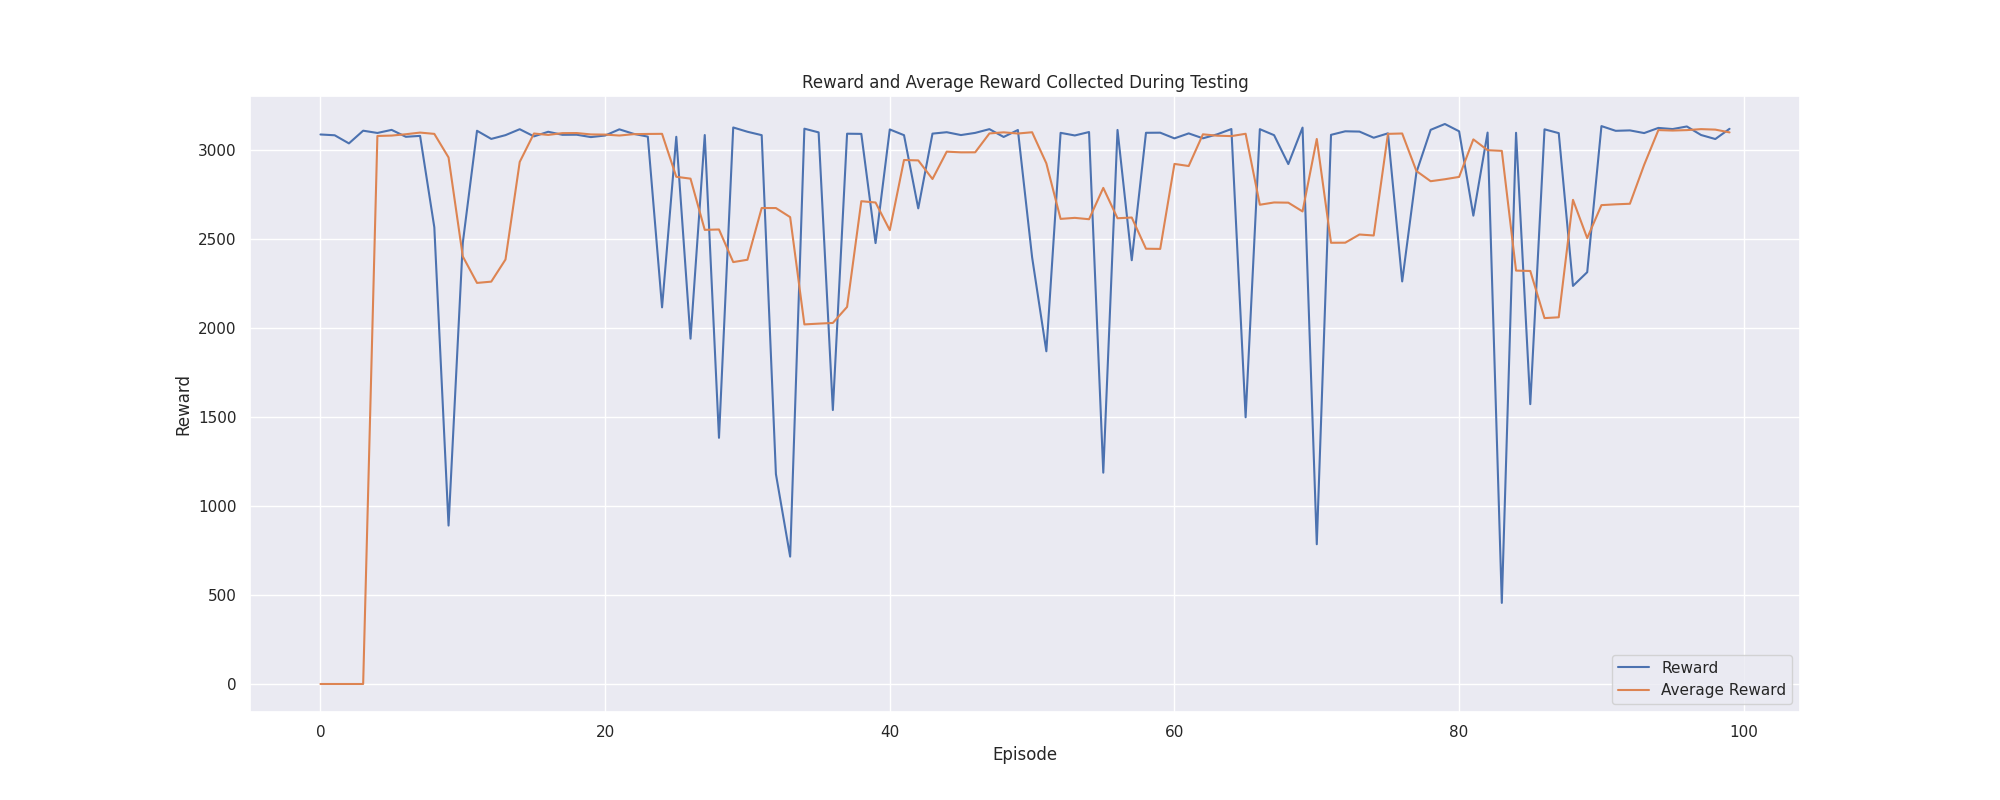 Reward and Average Reward Collected During Testing
3000
2500
2000
1500
1000
500
0
Reward
0 20 40 60 80 100
Episode
Reward
Average Reward